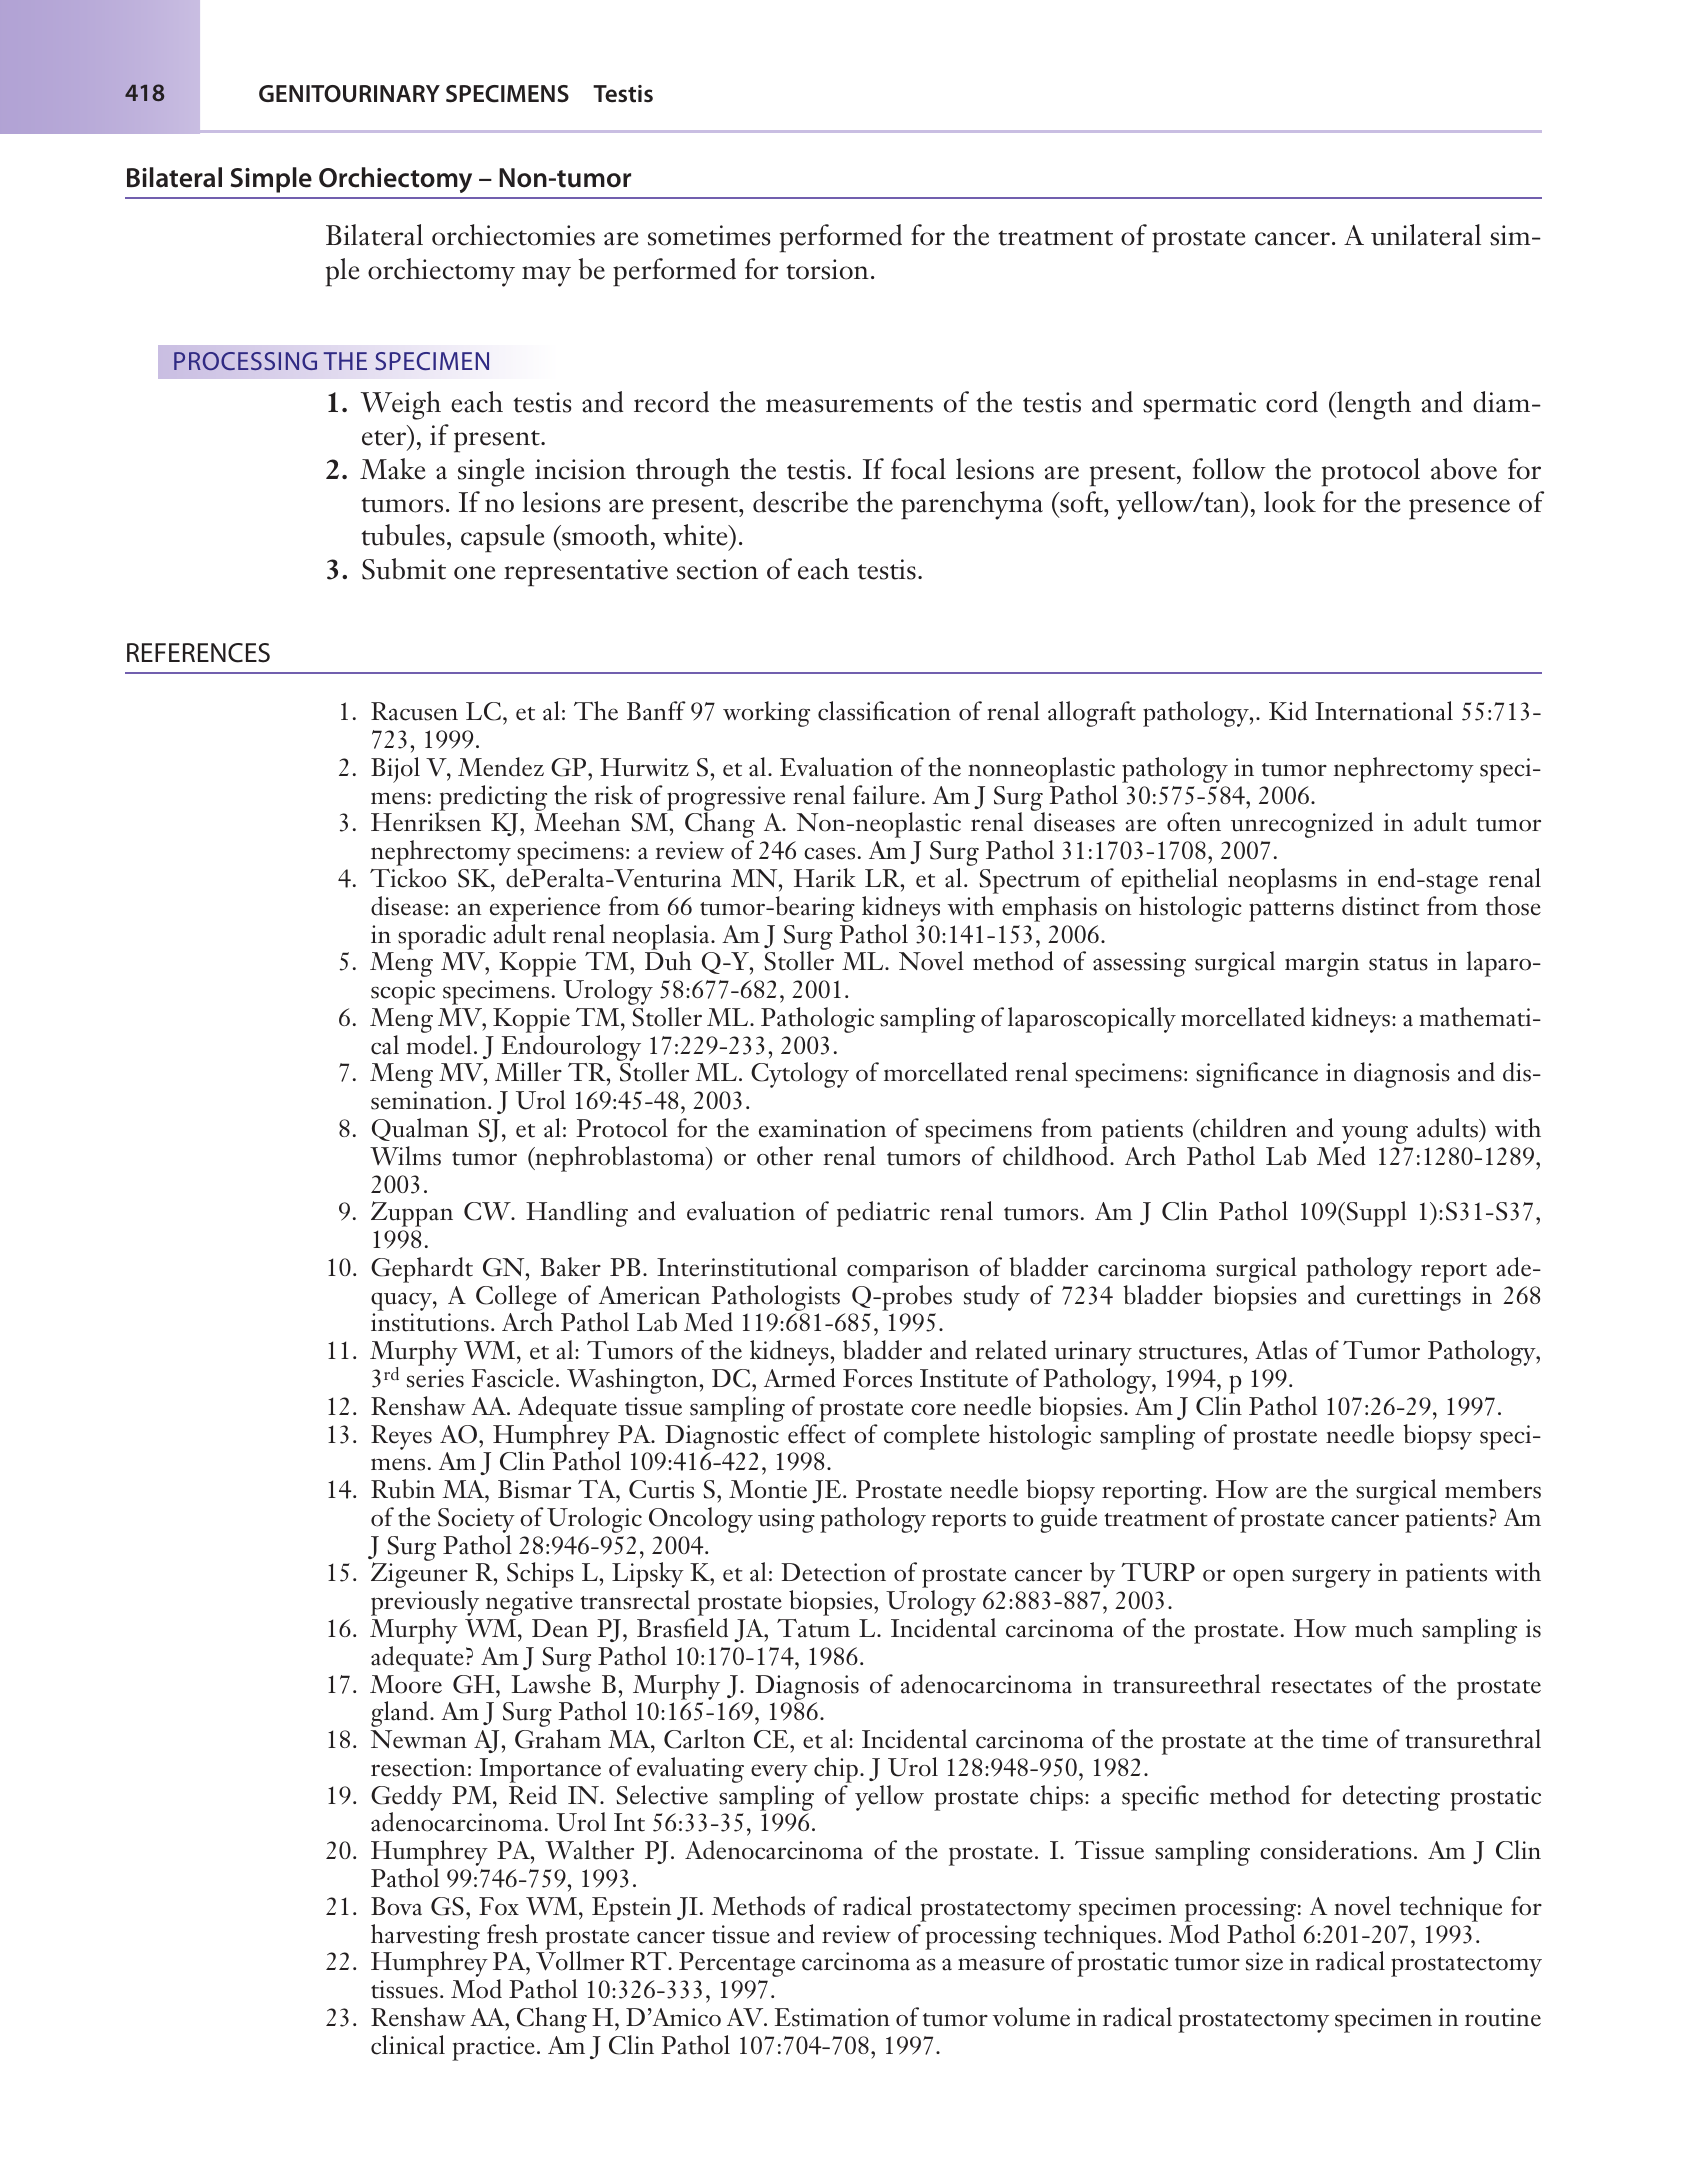 418 GENITOURINARY SPECIMENS Testis
Bilateral Simple Orchiectomy – Non-tumor
Bilateral orchiectomies are sometimes performed for the treatment of prostate cancer. A unilateral sim-
ple orchiectomy may be performed for torsion.
PROCESSING THE SPECIMEN
1. Weigh each testis and record the measurements of the testis and spermatic cord (length and diam-
eter), if present.
2. Make a single incision through the testis. If focal lesions are present, follow the protocol above for
tumors. If no lesions are present, describe the parenchyma (soft, yellow/tan), look for the presence of
tubules, capsule (smooth, white).
3. Submit one representative section of each testis.
REFERENCES
1. Racusen LC, et al: The Banff 97 working classification of renal allograft pathology,. Kid International 55:713-
723, 1999.
2. Bijol V, Mendez GP, Hurwitz S, et al. Evaluation of the nonneoplastic pathology in tumor nephrectomy speci-
mens: predicting the risk of progressive renal failure. Am J Surg Pathol 30:575-584, 2006.
3. Henriksen KJ, Meehan SM, Chang A. Non-neoplastic renal diseases are often unrecognized in adult tumor
nephrectomy specimens: a review of 246 cases. Am J Surg Pathol 31:1703-1708, 2007.
4. Tickoo SK, dePeralta-Venturina MN, Harik LR, et al. Spectrum of epithelial neoplasms in end-stage renal
disease: an experience from 66 tumor-bearing kidneys with emphasis on histologic patterns distinct from those
in sporadic adult renal neoplasia. Am J Surg Pathol 30:141-153, 2006.
5. Meng MV, Koppie TM, Duh Q-Y, Stoller ML. Novel method of assessing surgical margin status in laparo-
scopic specimens. Urology 58:677-682, 2001.
6. Meng MV, Koppie TM, Stoller ML. Pathologic sampling of laparoscopically morcellated kidneys: a mathemati-
cal model. J Endourology 17:229-233, 2003.
7. Meng MV, Miller TR, Stoller ML. Cytology of morcellated renal specimens: significance in diagnosis and dis-
semination. J Urol 169:45-48, 2003.
8. Qualman SJ, et al: Protocol for the examination of specimens from patients (children and young adults) with
Wilms tumor (nephroblastoma) or other renal tumors of childhood. Arch Pathol Lab Med 127:1280-1289,
2003.
9. Zuppan CW. Handling and evaluation of pediatric renal tumors. Am J Clin Pathol 109(Suppl 1):S31-S37,
1998.
10. Gephardt GN, Baker PB. Interinstitutional comparison of bladder carcinoma surgical pathology report ade-
quacy, A College of American Pathologists Q-probes study of 7234 bladder biopsies and curettings in 268
institutions. Arch Pathol Lab Med 119:681-685, 1995.
11. Murphy WM, et al: Tumors of the kidneys, bladder and related urinary structures, Atlas of Tumor Pathology,
3rd series Fascicle. Washington, DC, Armed Forces Institute of Pathology, 1994, p 199.
12. Renshaw AA. Adequate tissue sampling of prostate core needle biopsies. Am J Clin Pathol 107:26-29, 1997.
13. Reyes AO, Humphrey PA. Diagnostic effect of complete histologic sampling of prostate needle biopsy speci-
mens. Am J Clin Pathol 109:416-422, 1998.
14. Rubin MA, Bismar TA, Curtis S, Montie JE. Prostate needle biopsy reporting. How are the surgical members
of the Society of Urologic Oncology using pathology reports to guide treatment of prostate cancer patients? Am
J Surg Pathol 28:946-952, 2004.
15. Zigeuner R, Schips L, Lipsky K, et al: Detection of prostate cancer by TURP or open surgery in patients with
previously negative transrectal prostate biopsies, Urology 62:883-887, 2003.
16. Murphy WM, Dean PJ, Brasfield JA, Tatum L. Incidental carcinoma of the prostate. How much sampling is
adequate? Am J Surg Pathol 10:170-174, 1986.
17. Moore GH, Lawshe B, Murphy J. Diagnosis of adenocarcinoma in transureethral resectates of the prostate
gland. Am J Surg Pathol 10:165-169, 1986.
18. Newman AJ, Graham MA, Carlton CE, et al: Incidental carcinoma of the prostate at the time of transurethral
resection: Importance of evaluating every chip. J Urol 128:948-950, 1982.
19. Geddy PM, Reid IN. Selective sampling of yellow prostate chips: a specific method for detecting prostatic
adenocarcinoma. Urol Int 56:33-35, 1996.
20. Humphrey PA, Walther PJ. Adenocarcinoma of the prostate. I. Tissue sampling considerations. Am J Clin
Pathol 99:746-759, 1993.
21. Bova GS, Fox WM, Epstein JI. Methods of radical prostatectomy specimen processing: A novel technique for
harvesting fresh prostate cancer tissue and review of processing techniques. Mod Pathol 6:201-207, 1993.
22. Humphrey PA, Vollmer RT. Percentage carcinoma as a measure of prostatic tumor size in radical prostatectomy
tissues. Mod Pathol 10:326-333, 1997.
23. Renshaw AA, Chang H, D’Amico AV. Estimation of tumor volume in radical prostatectomy specimen in routine
clinical practice. Am J Clin Pathol 107:704-708, 1997.